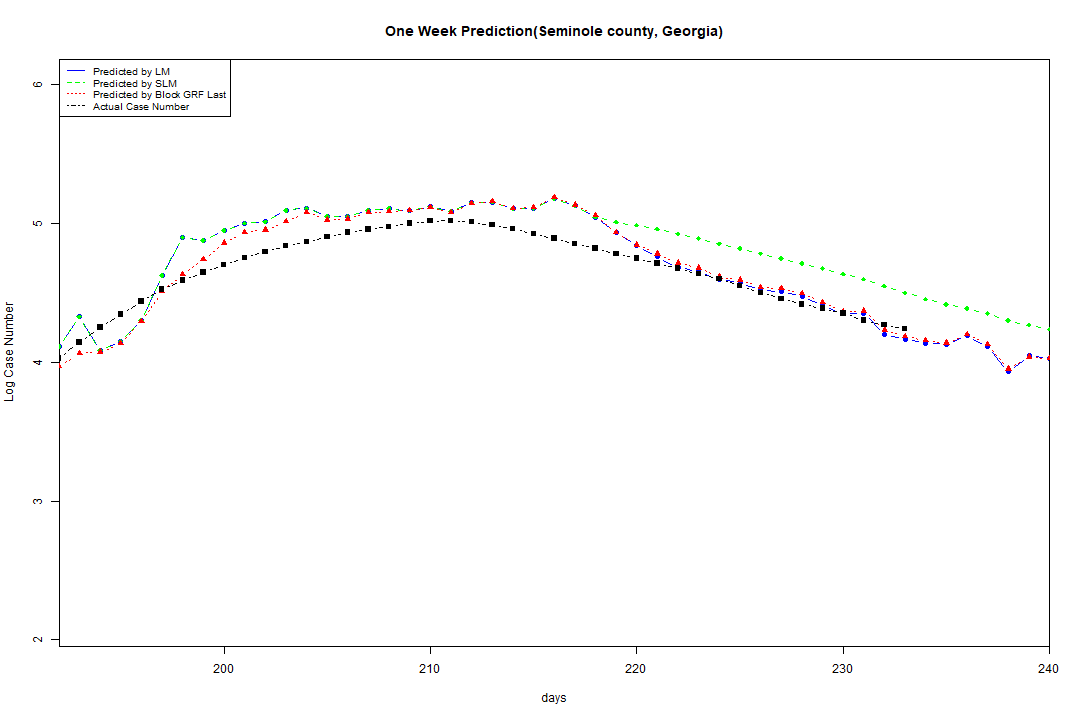 One Week Prediction(Seminole county, Georgia)
Predicted by LM
Predicted by SLM
Predicted by Block GRF Last
Actual Case Number
6
5
4
3
2
Log Case Number
200
210
220
230
240
days